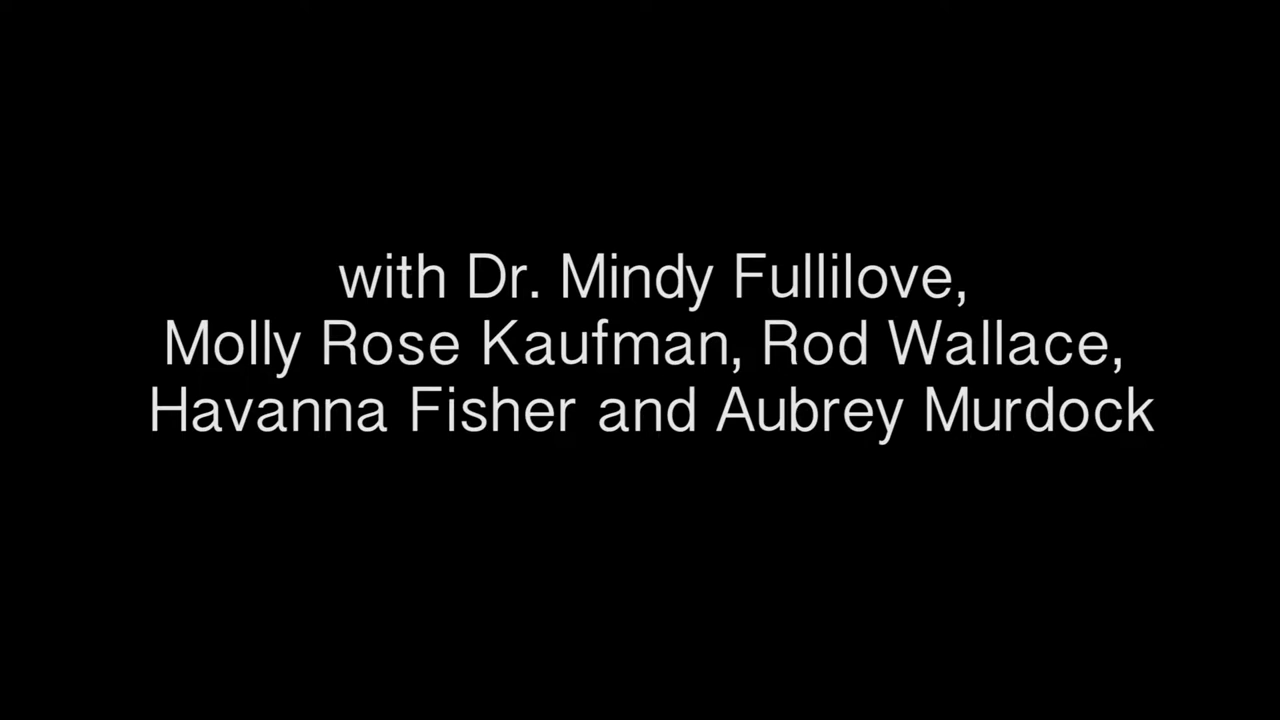 with Dr. Mindy Fullilove,
Molly Rose Kaufman, Rod Wallace,
Havanna Fisher and Aubrey Murdock